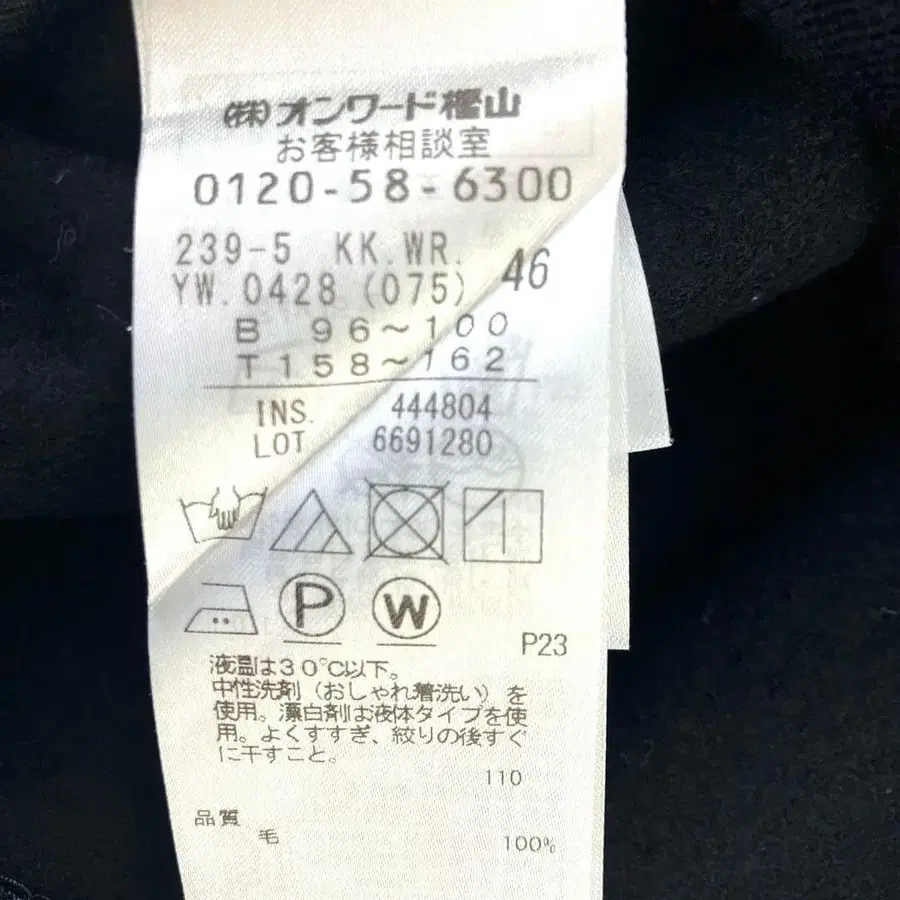 (株)オンワード樫山
お客様相談室
0120-58-6300
239-5 KK.WR.
YW.0428(075) 46
B 96～100
T158～162
INS. 444804
LOT 6691280
P W
P23
液温は30℃以下。
中性洗剤（おしゃれ着洗い）を
使用。漂白剤は液体タイプを使
用。よくすすぎ、絞りの後すぐ
に干すこと。
110
品質
毛 100%